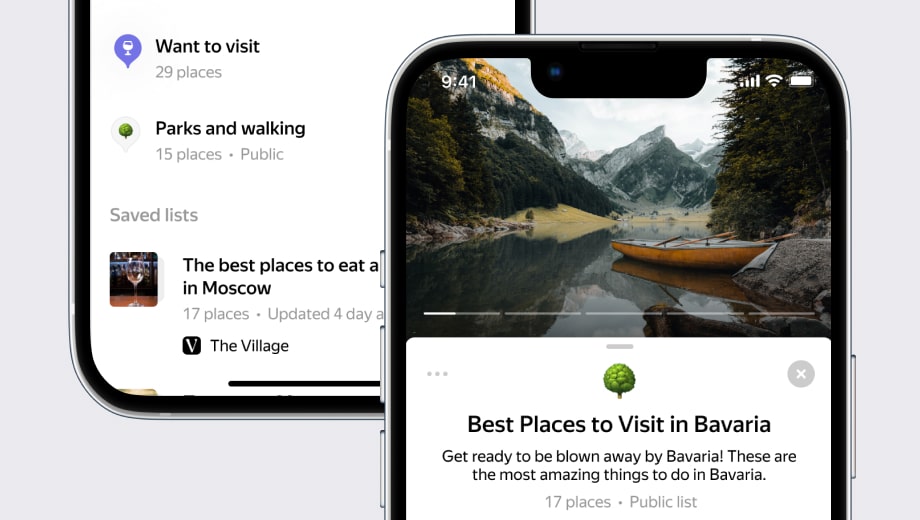 Want to visit
29 places
Parks and walking
15 places • Public
Saved lists
The best places to eat a
in Moscow
17 places • Updated 4 day a
V The Village
9:41
Best Places to Visit in Bavaria
Get ready to be blown away by Bavaria! These are
the most amazing things to do in Bavaria.
17 places • Public list